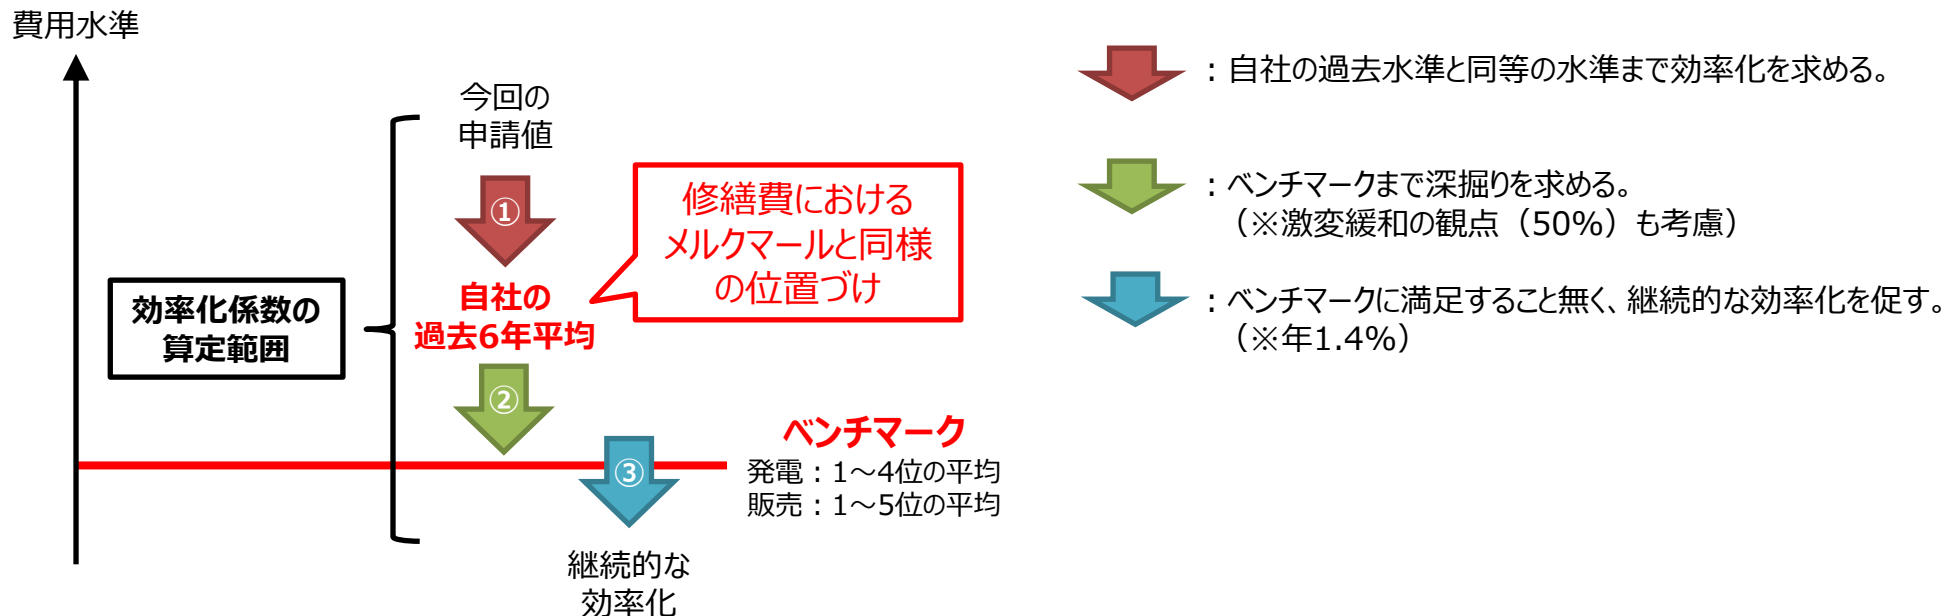 費用水準
今回の
申請値
①
修繕費における
メルクマールと同様
の位置づけ
効率化係数の
算定範囲
自社の
過去6年平均
②
③
ベンチマーク
発電：1～4位の平均
販売：1～5位の平均
継続的な
効率化
：自社の過去水準と同等の水準まで効率化を求める。
：ベンチマークまで深掘りを求める。
（※激変緩和の観点（50%）も考慮）
：ベンチマークに満足すること無く、継続的な効率化を促す。
（※年1.4%）